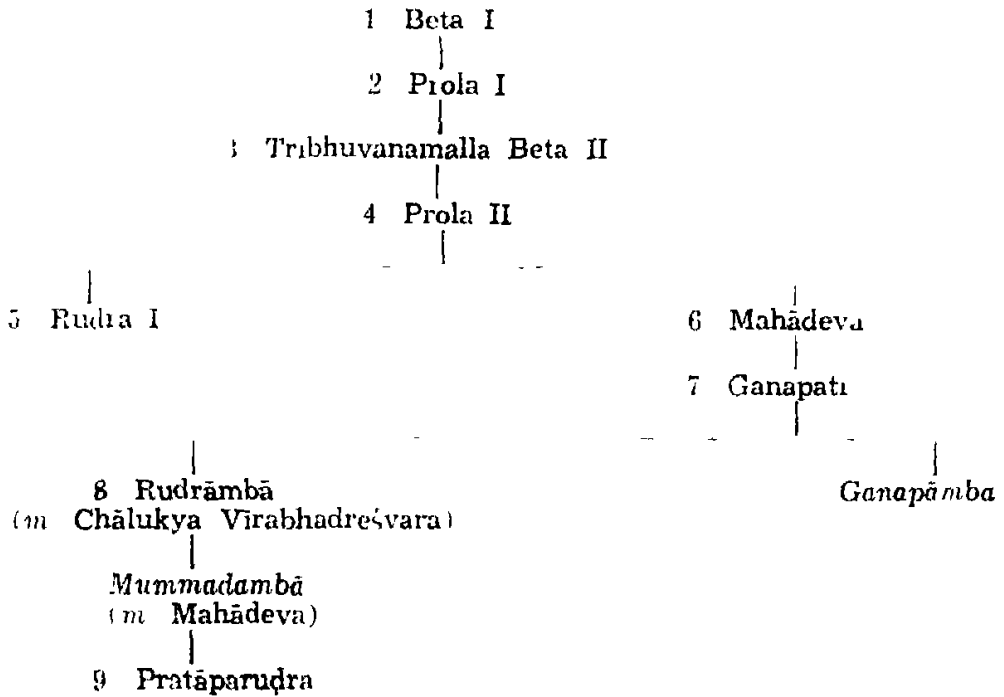 1 Beta I
2 Prola I
3 Tribhuvanamalla Beta II
4 Prola II
5 Rudra I
6 Mahādeva
7 Ganapati
8 Rudrāmbā
Ganapāmba
(m Chālukya Vīrabhadreśvara)
Mummadambā
(m Mahādeva)
9 Pratāparuḍra